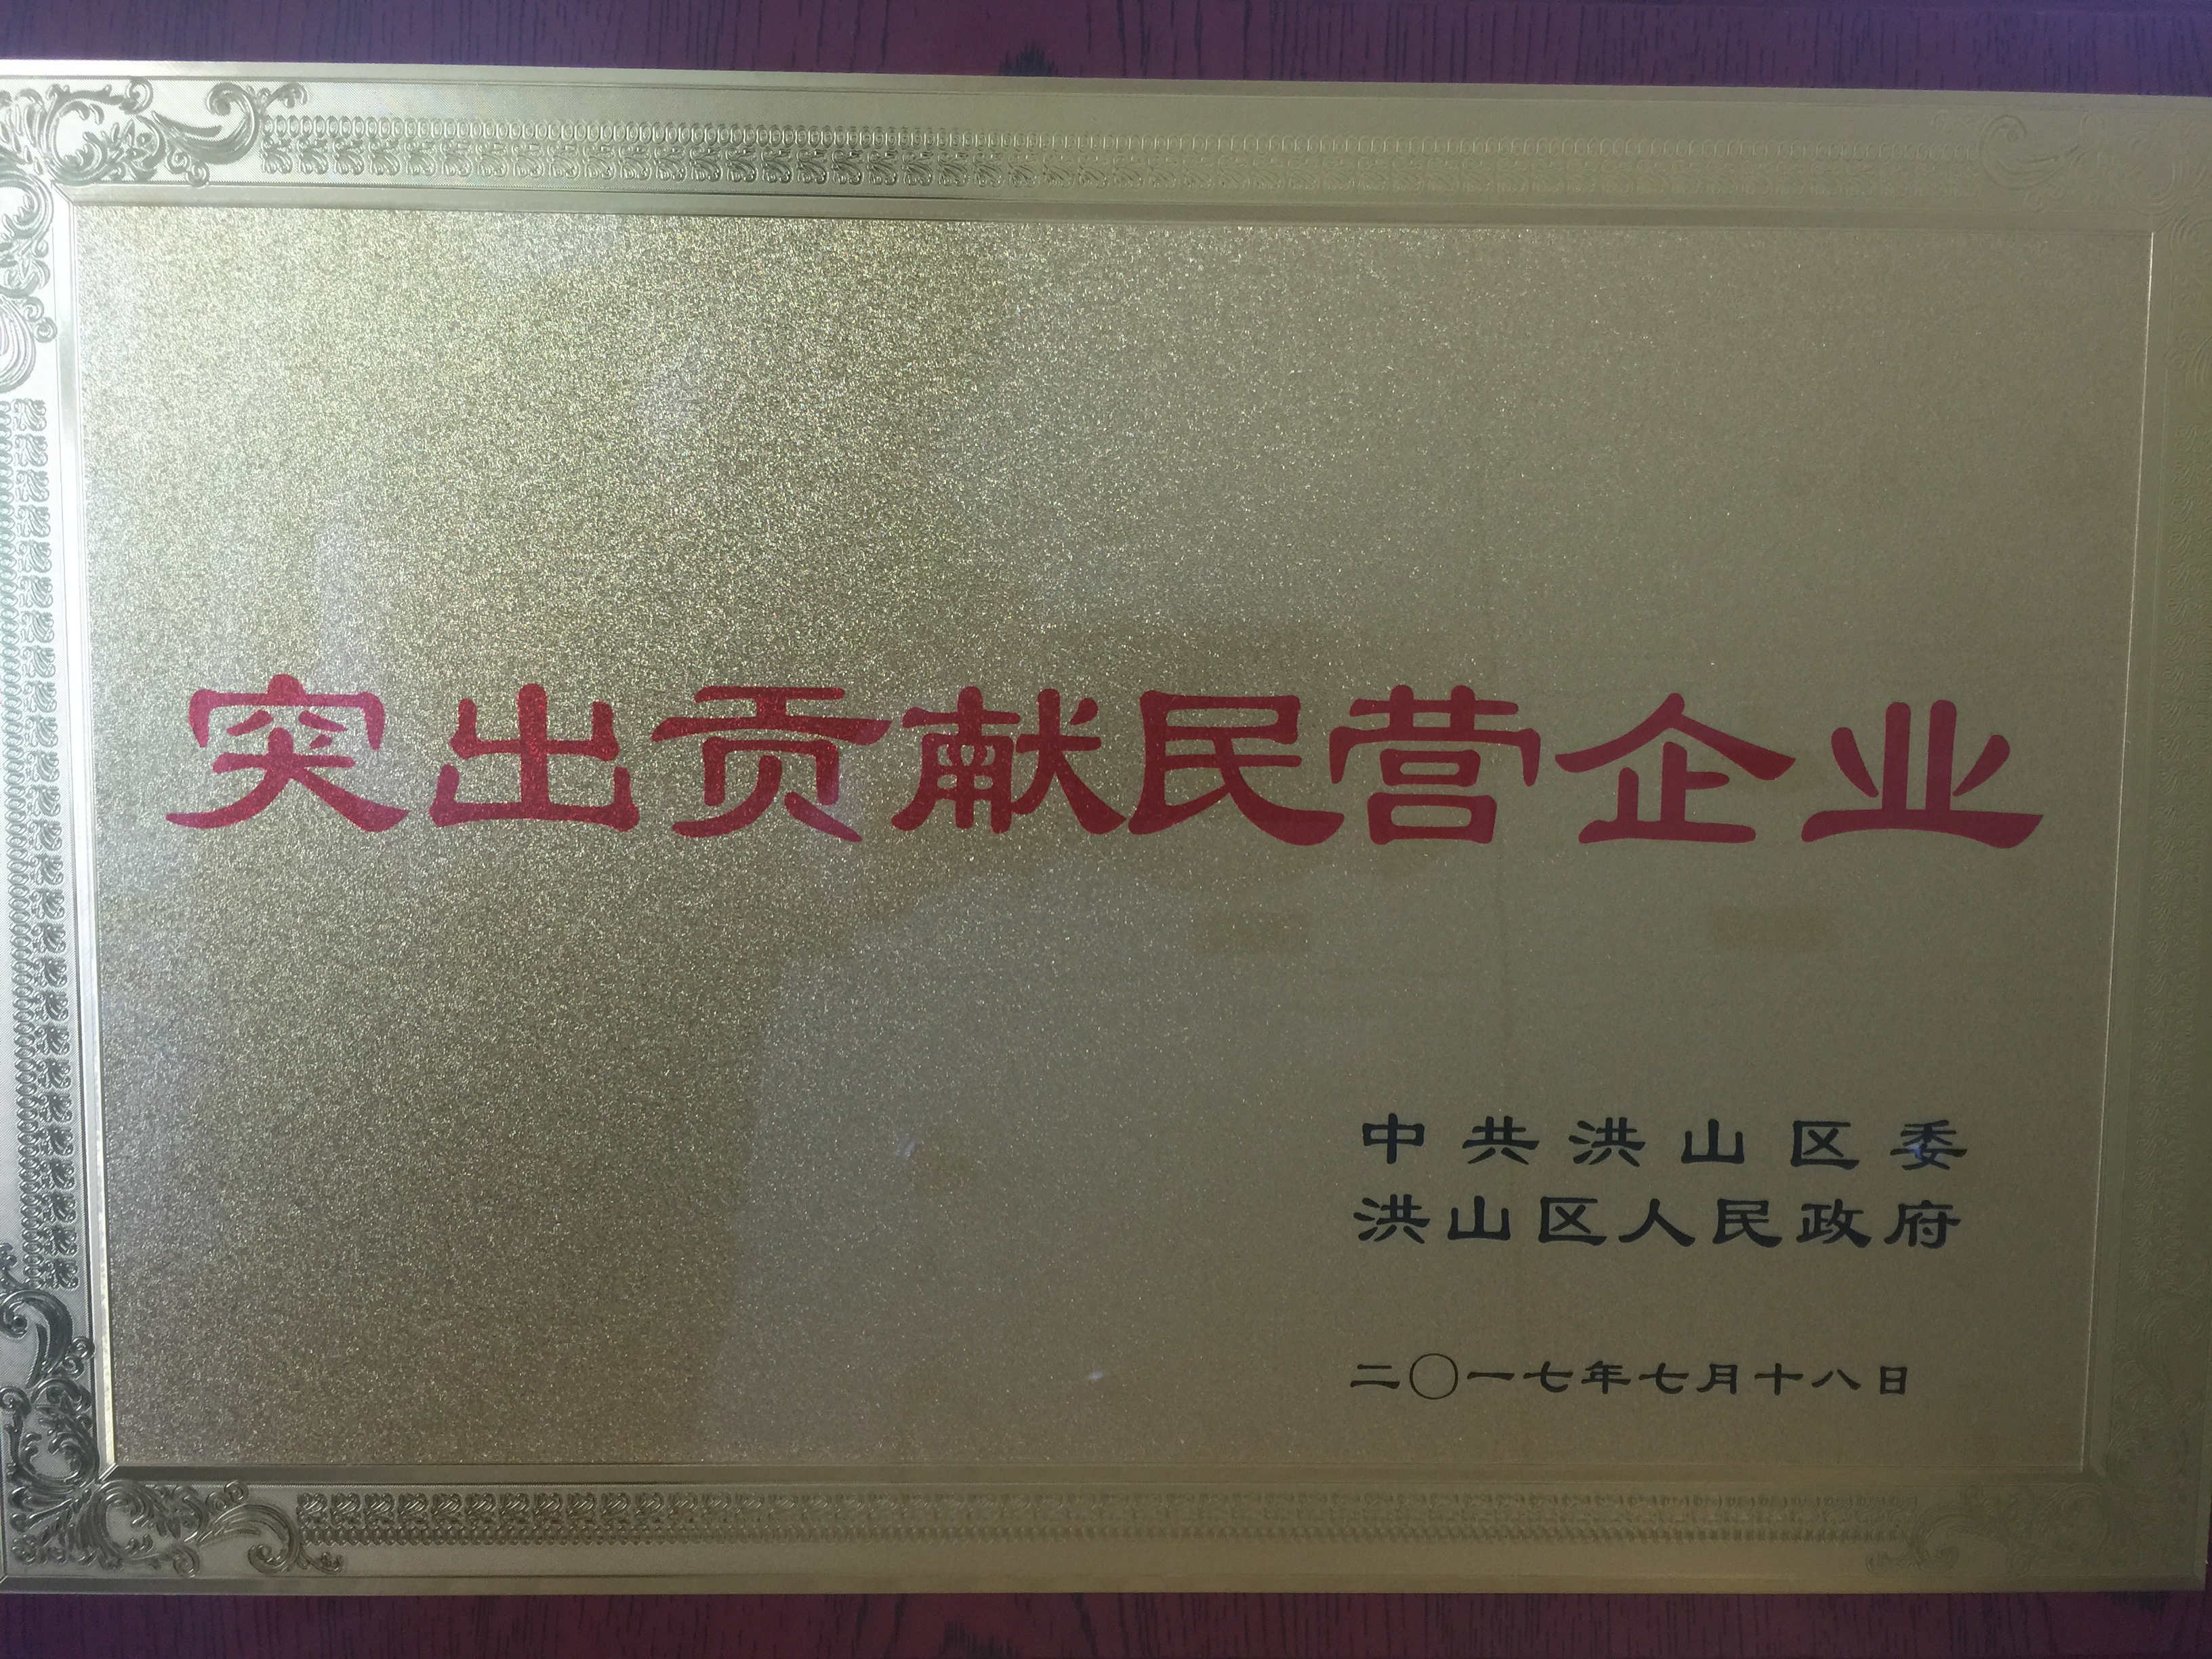 突出贡献民营企业
中共洪山区委
洪山区人民政府
二〇一七年七月十八日